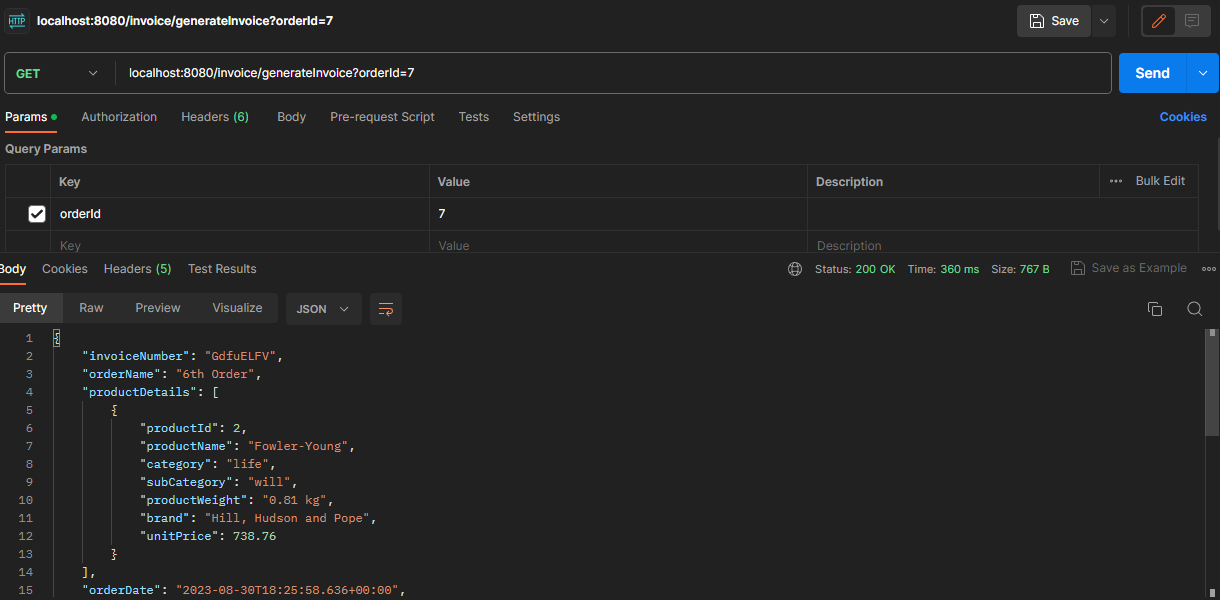 HTTP localhost:8080/invoice/generateInvoice?orderId=7 Save
GET localhost:8080/invoice/generateInvoice?orderId=7 Send
Params Authorization Headers (6) Body Pre-request Script Tests Settings Cookies
Query Params
Key Value Description ••• Bulk Edit
orderId 7
Key Value Description
Body Cookies Headers (5) Test Results Status: 200 OK Time: 360 ms Size: 767 B Save as Example
Pretty Raw Preview Visualize JSON
1 {
2 "invoiceNumber": "GdfuELFV",
3 "orderName": "6th Order",
4 "productDetails": [
5 {
6 "productId": 2,
7 "productName": "Fowler-Young",
8 "category": "life",
9 "subCategory": "will",
10 "productWeight": "0.81 kg",
11 "brand": "Hill, Hudson and Pope",
12 "unitPrice": 738.76
13 }
14 ],
15 "orderDate": "2023-08-30T18:25:58.636+00:00",